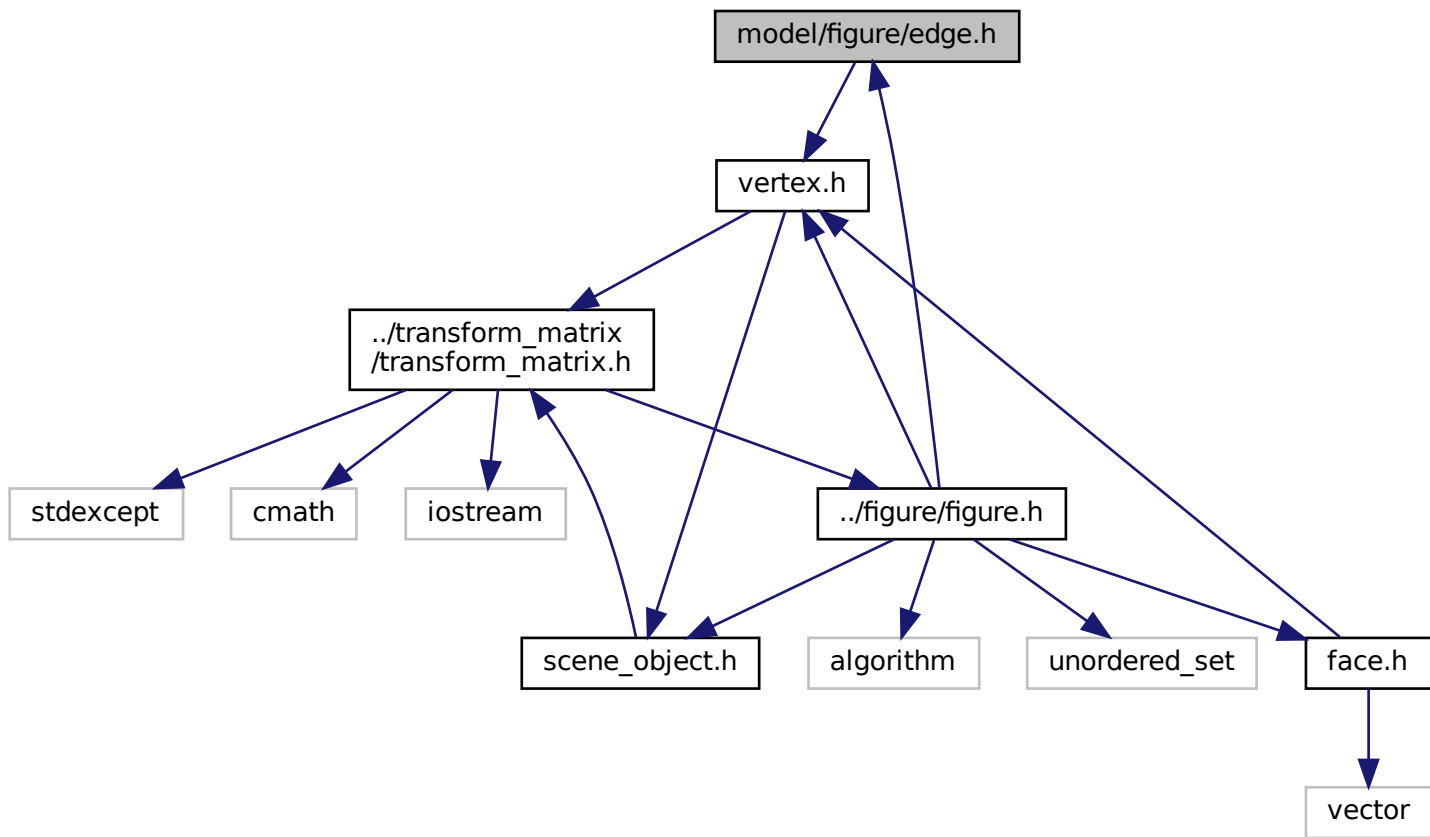 model/figure/edge.h
vertex.h
../transform_matrix
/transform_matrix.h
stdexcept
cmath
iostream
../figure/figure.h
scene_object.h
algorithm
unordered_set
face.h
vector